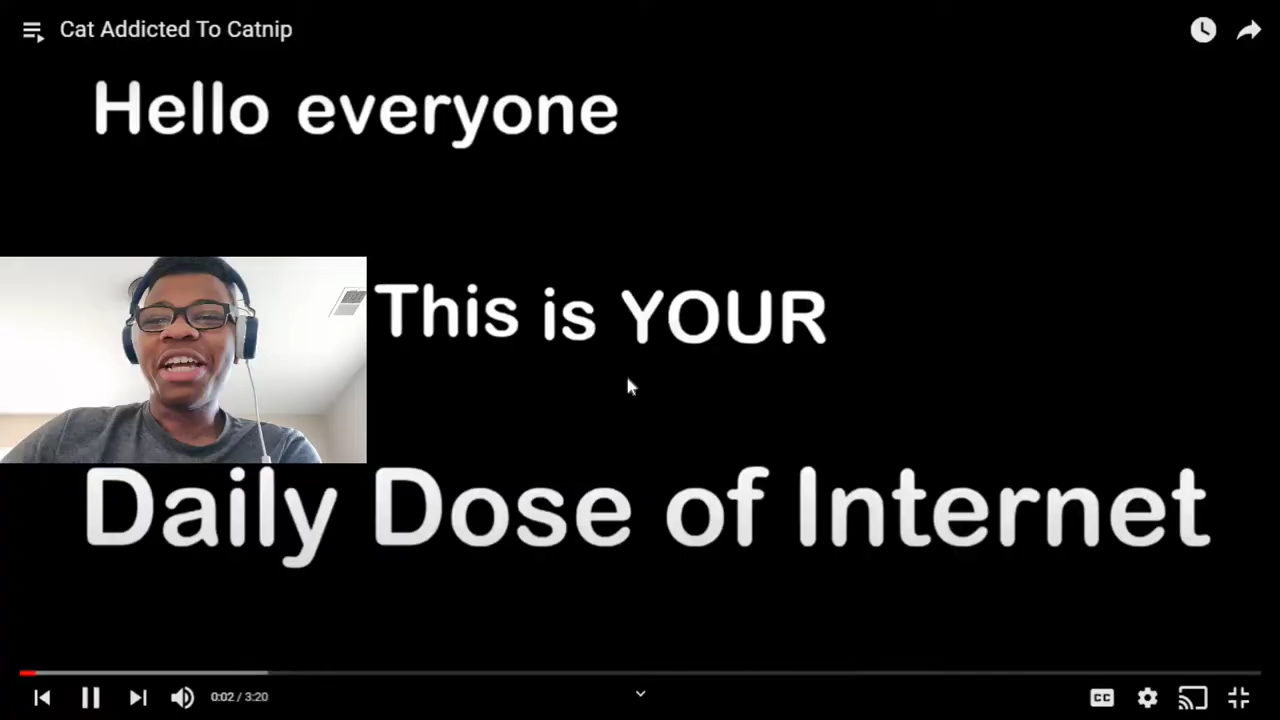 Cat Addicted To Catnip
Hello everyone
This is YOUR
Daily Dose of Internet
0:02 / 3:20
CC